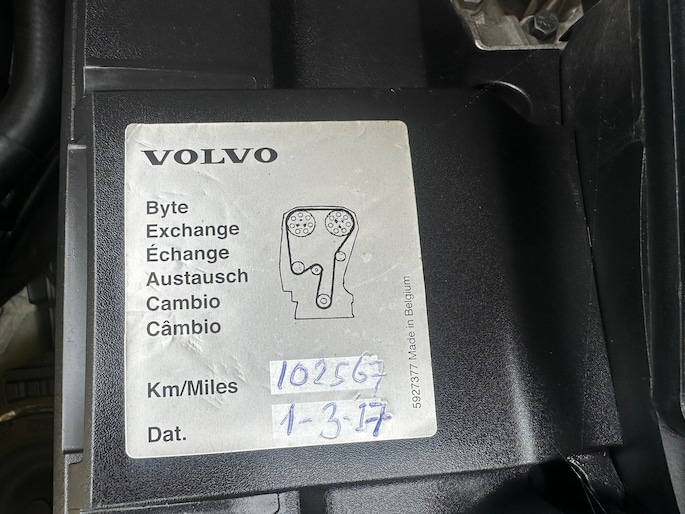 VOLVO
Byte
Exchange
Échange
Austausch
Cambio
Câmbio
Km/Miles 102567
Dat. 1-3-17
5927377 Made in Belgium